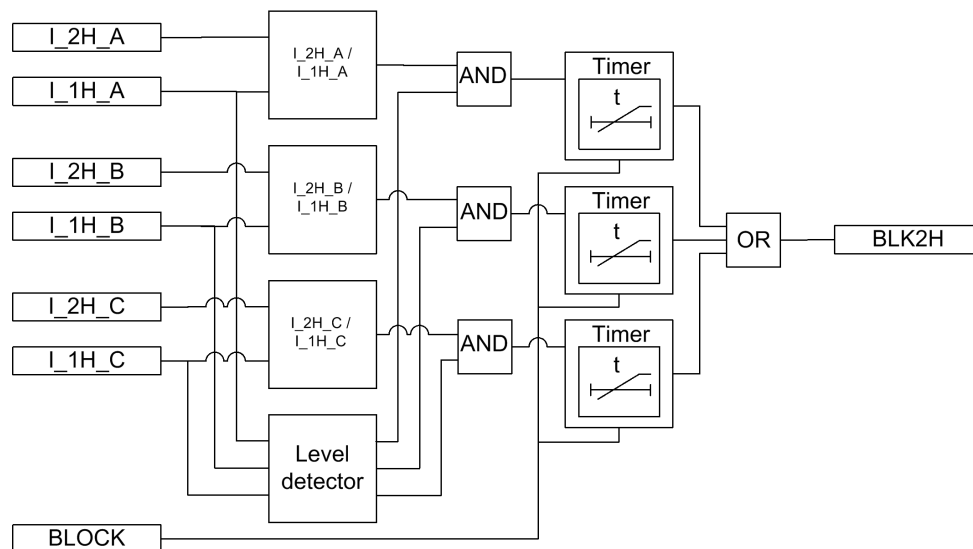 I_2H_A
I_1H_A
I_2H_A /
I_1H_A
AND
Timer
t
I_2H_B
I_1H_B
I_2H_B /
I_1H_B
AND
Timer
t
OR
BLK2H
I_2H_C
I_1H_C
I_2H_C /
I_1H_C
AND
Timer
t
Level
detector
BLOCK